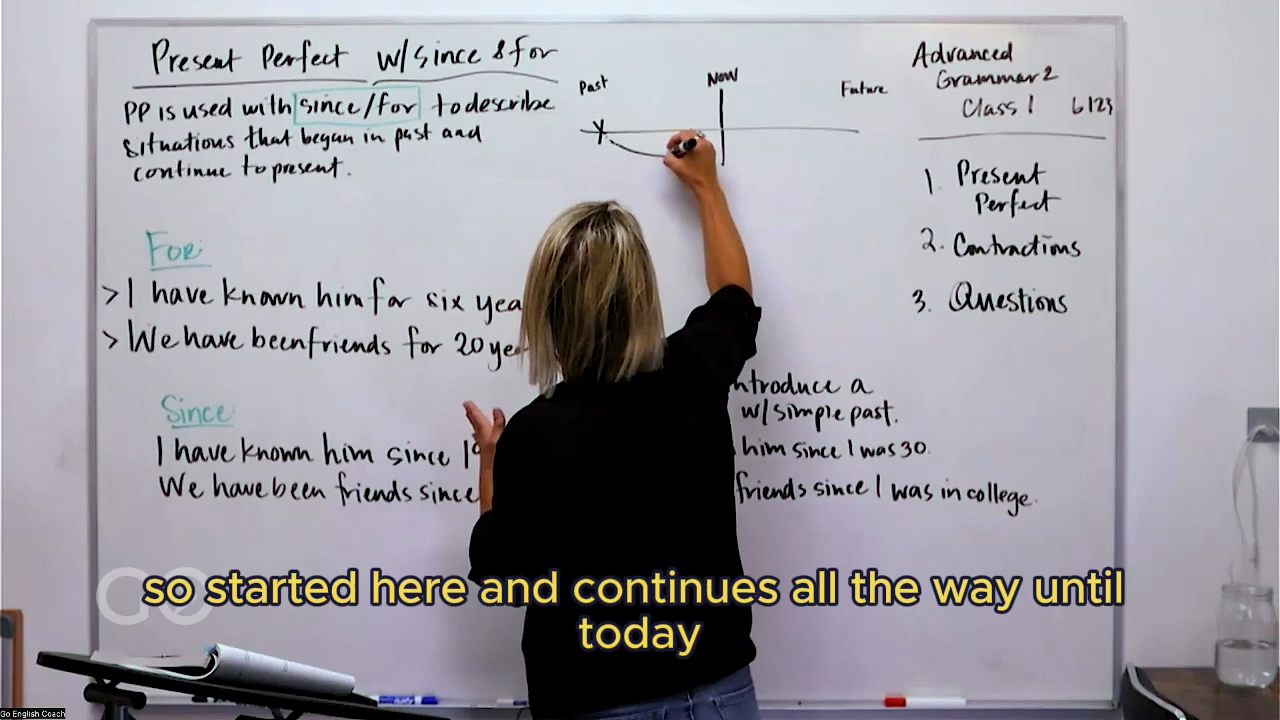 Present Perfect w/since & for
PP is used with since/for to describe
situations that began in past and
continue to present.
Past
Now
Future
Advanced
Grammar 2
Class 1 6123
1. Present
Perfect
2. Contractions
3. Questions
For
> I have known him for six yea
> We have been friends for 20 ye
Since
I have known him since 19
We have been friends since
ntroduce a
w/simple past.
him since I was 30.
friends since I was in college.
so started here and continues all the way until
today
Go English Coach